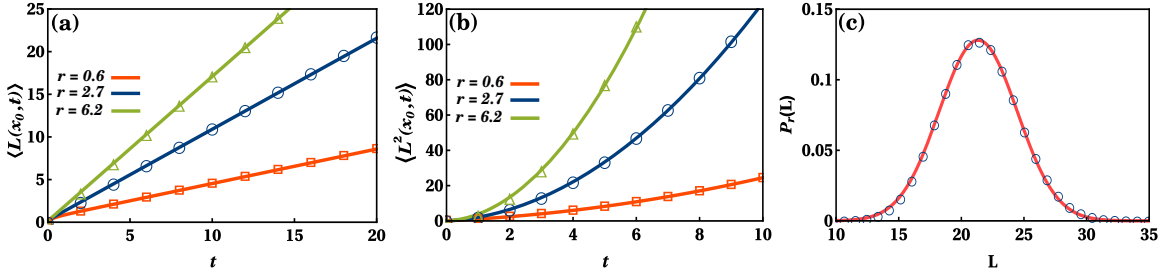 (a)
⟨L(x₀,t)⟩
25
20
15
10
5
0
r = 0.6
r = 2.7
r = 6.2
0 5 10 15 20
t
(b)
⟨L²(x₀,t)⟩
120
100
80
60
40
20
0
r = 0.6
r = 2.7
r = 6.2
0 2 4 6 8 10
t
(c)
Pᵣ(L)
0.15
0.1
0.05
0
10 15 20 25 30 35
L